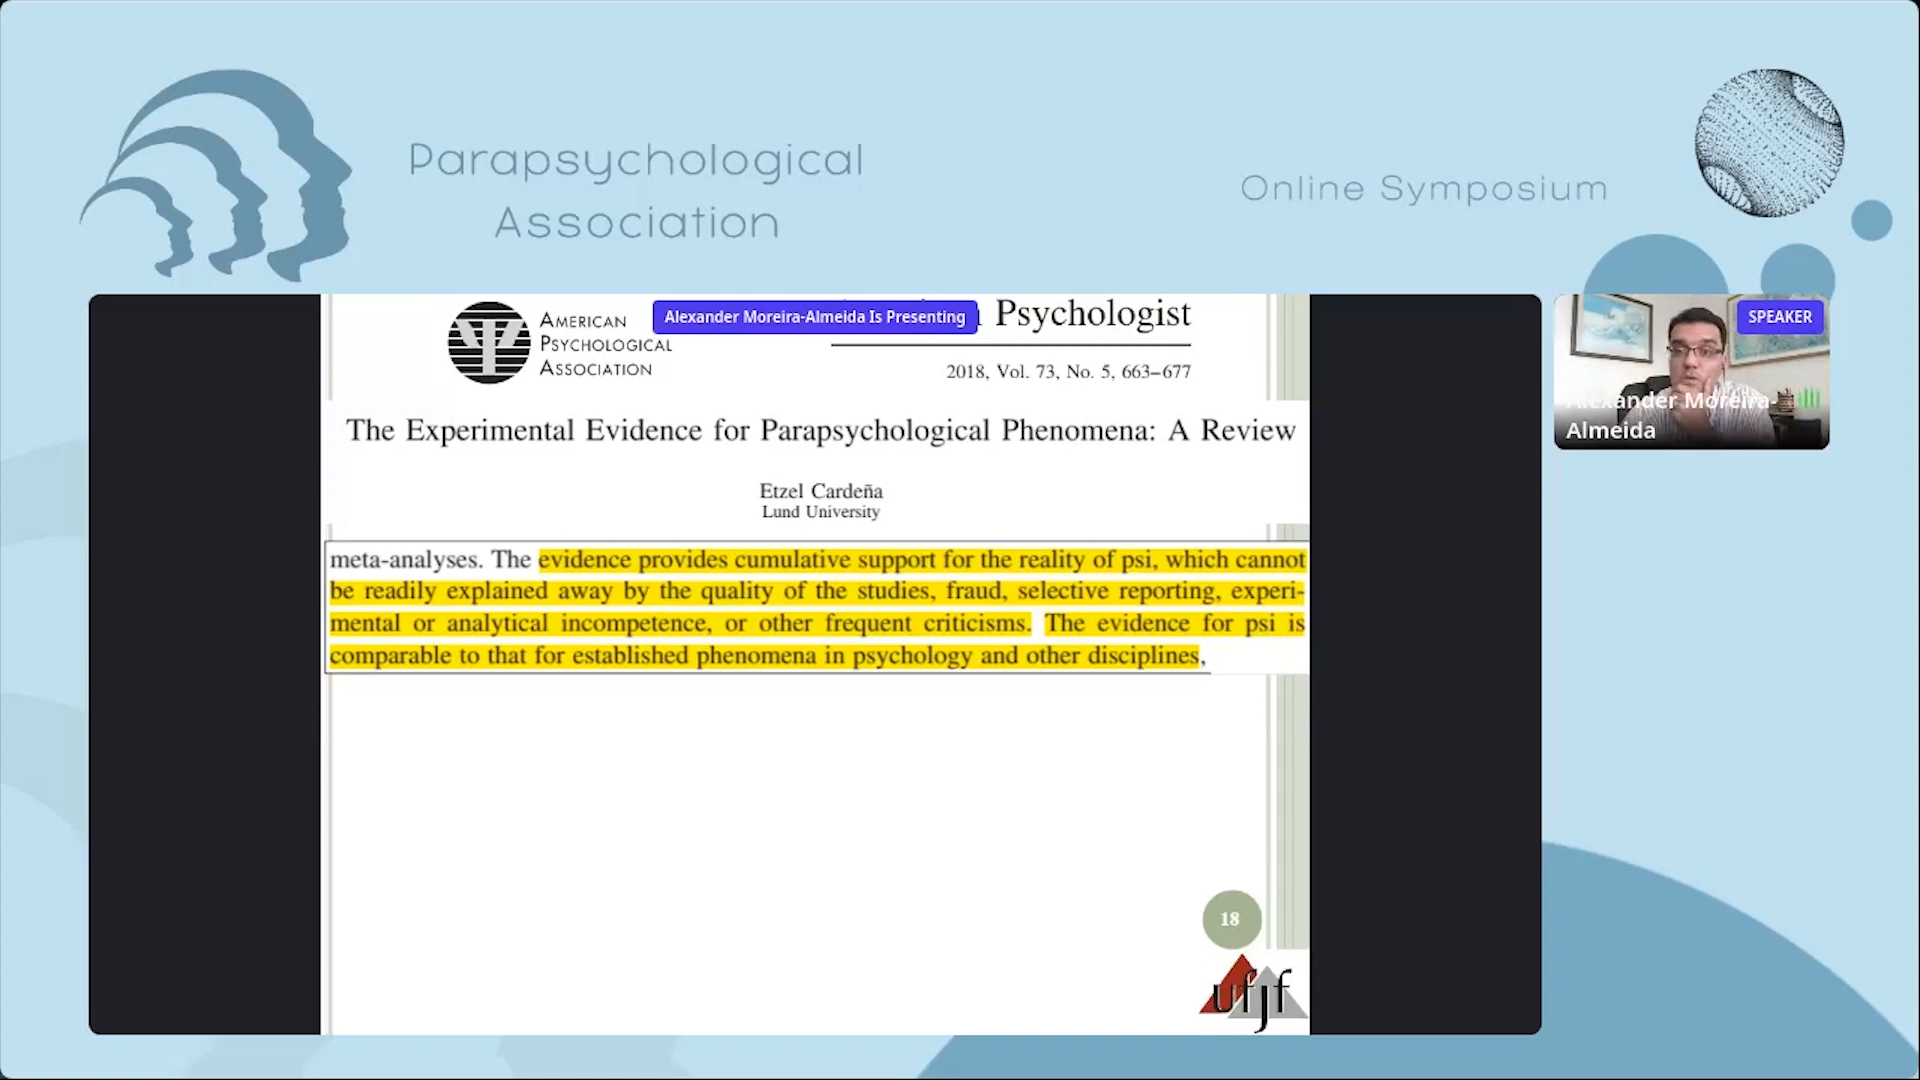 Parapsychological
Association
Online Symposium
AMERICAN
PSYCHOLOGICAL
ASSOCIATION
Alexander Moreira-Almeida Is Presenting
Psychologist
2018, Vol. 73, No. 5, 663–677
The Experimental Evidence for Parapsychological Phenomena: A Review
Etzel Cardeña
Lund University
meta-analyses. The evidence provides cumulative support for the reality of psi, which cannot
be readily explained away by the quality of the studies, fraud, selective reporting, experi-
mental or analytical incompetence, or other frequent criticisms. The evidence for psi is
comparable to that for established phenomena in psychology and other disciplines,
18
ufjf
SPEAKER
Alexander Moreira-
Almeida